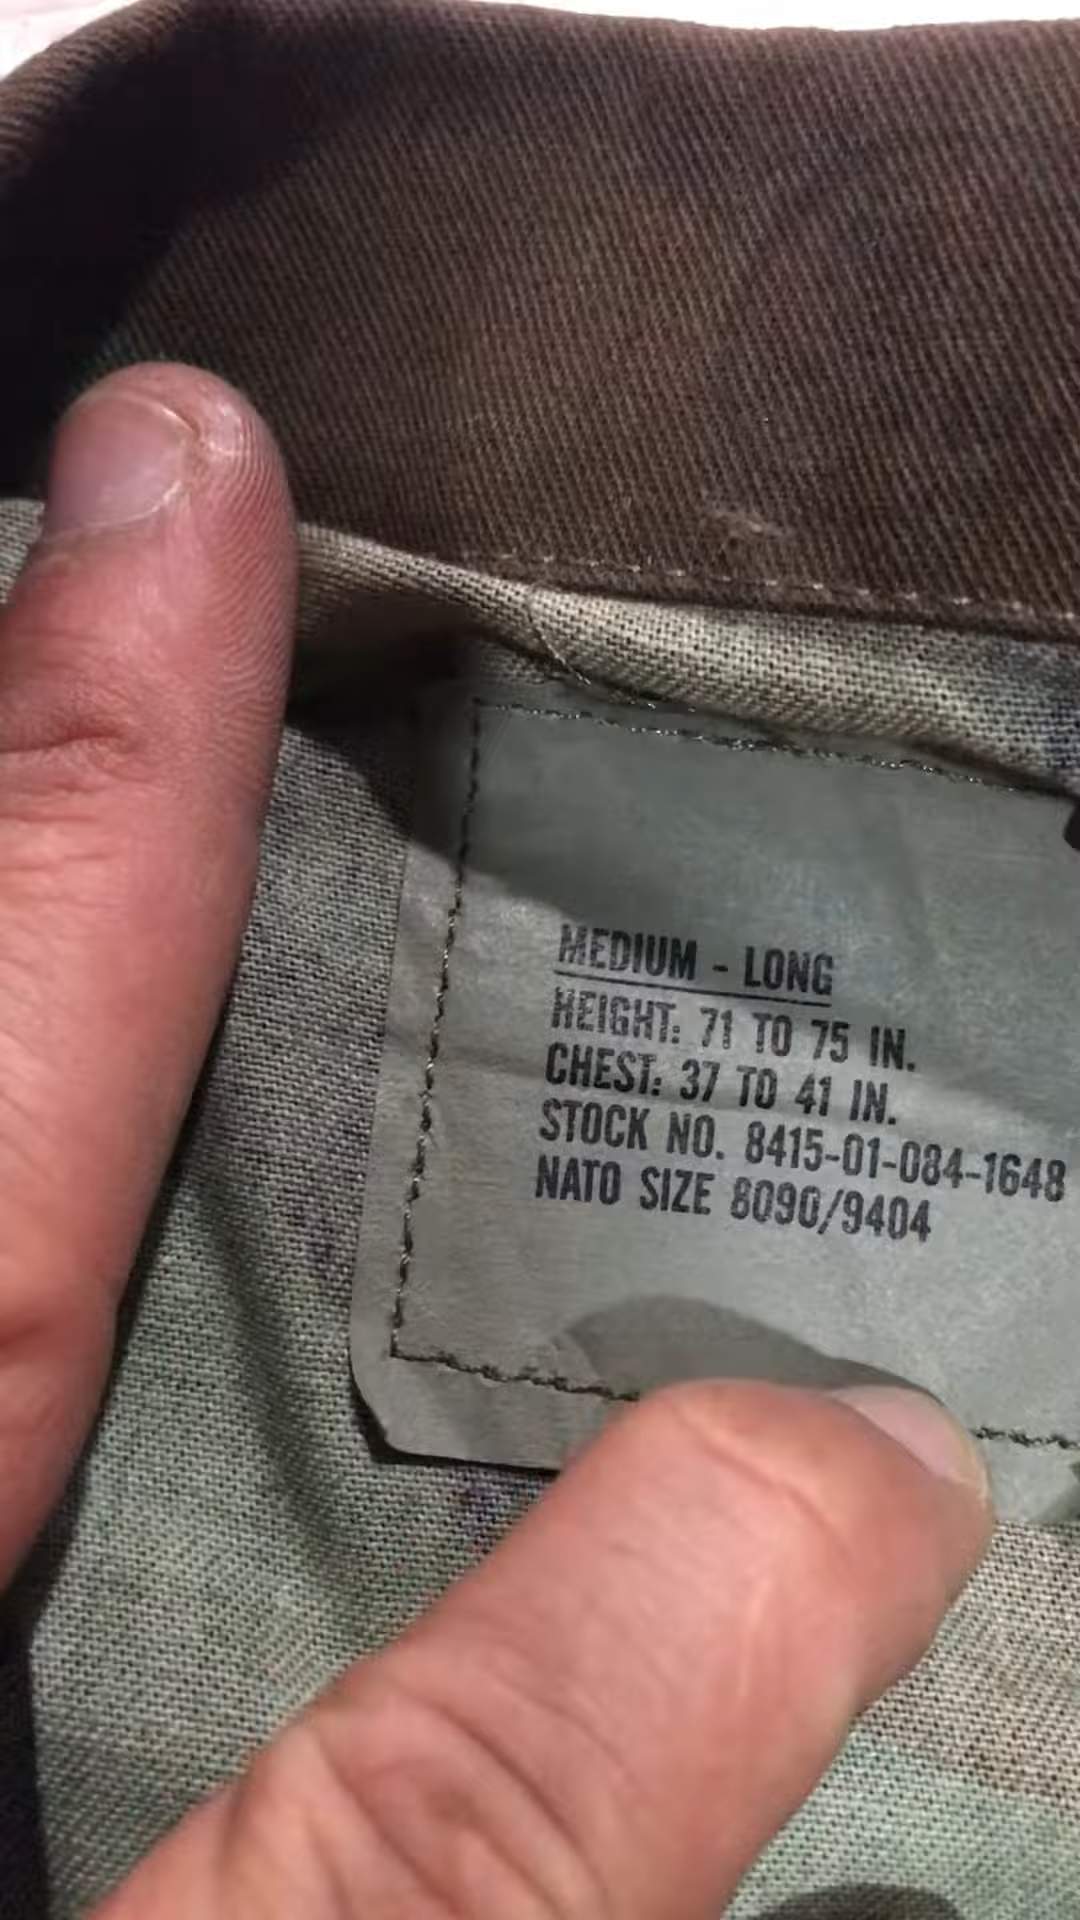 MEDIUM - LONG
HEIGHT: 71 TO 75 IN.
CHEST: 37 TO 41 IN.
STOCK NO. 8415-01-084-1648
NATO SIZE 8090/9404